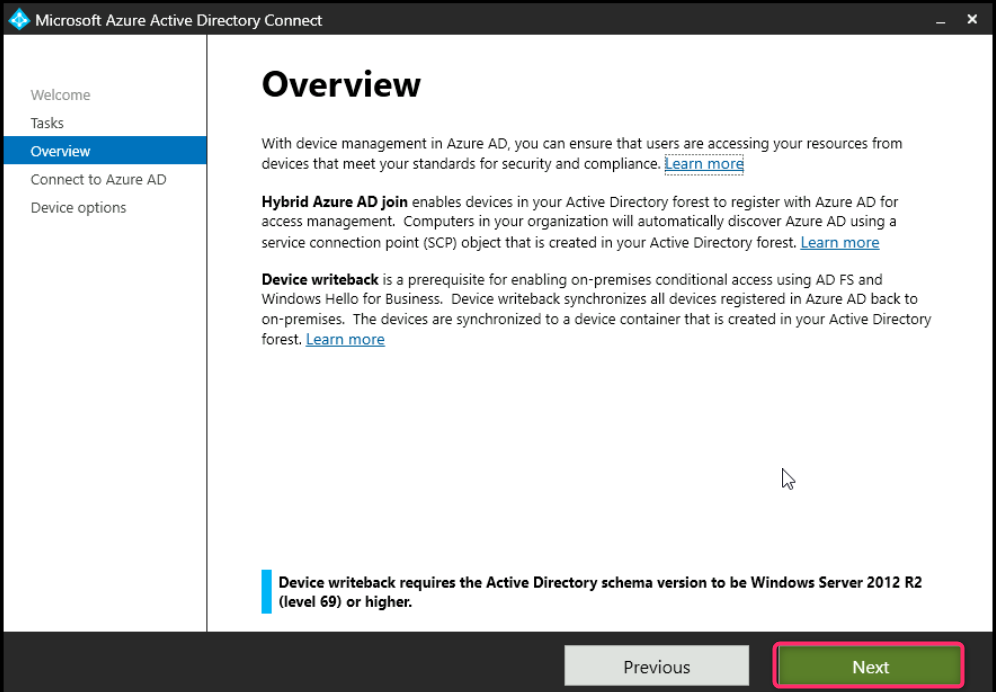 Microsoft Azure Active Directory Connect
Welcome
Tasks
Overview
Connect to Azure AD
Device options
Overview
With device management in Azure AD, you can ensure that users are accessing your resources from
devices that meet your standards for security and compliance. Learn more
Hybrid Azure AD join enables devices in your Active Directory forest to register with Azure AD for
access management.  Computers in your organization will automatically discover Azure AD using a
service connection point (SCP) object that is created in your Active Directory forest. Learn more
Device writeback is a prerequisite for enabling on-premises conditional access using AD FS and
Windows Hello for Business.  Device writeback synchronizes all devices registered in Azure AD back to
on-premises.  The devices are synchronized to a device container that is created in your Active Directory
forest. Learn more
Device writeback requires the Active Directory schema version to be Windows Server 2012 R2
(level 69) or higher.
Previous
Next